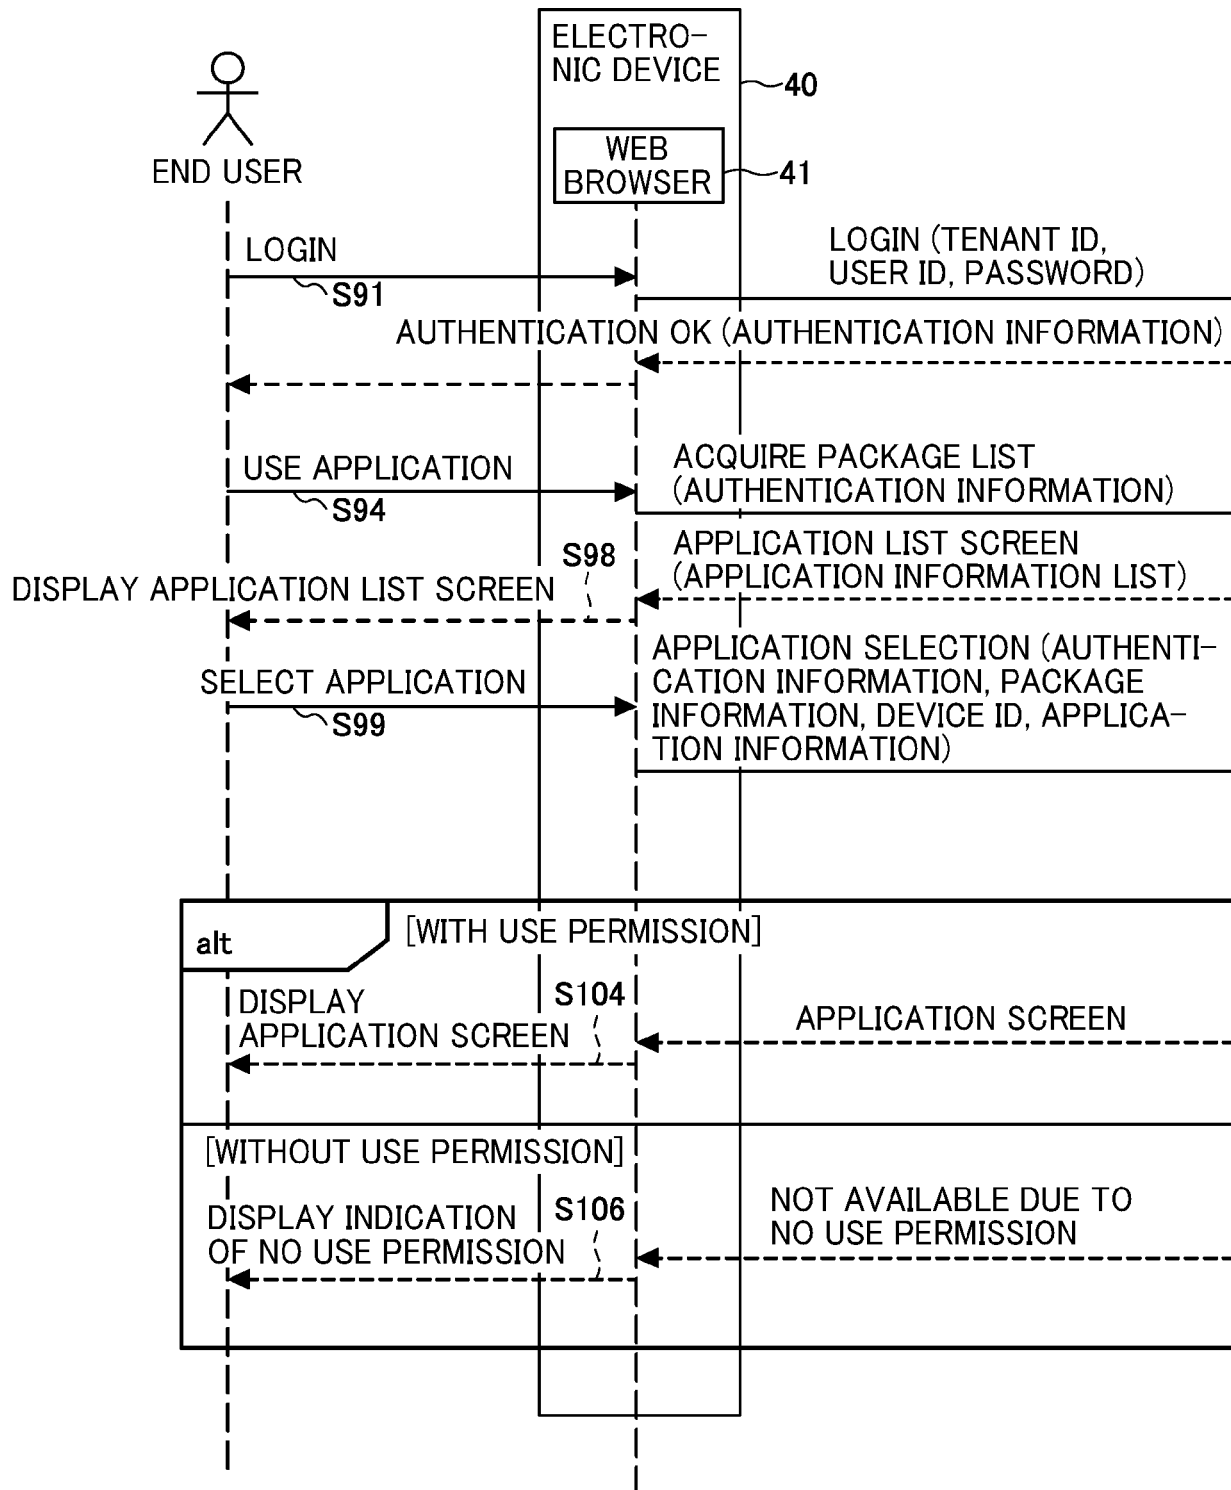 ELECTRO-
NIC DEVICE
40
WEB
BROWSER
41
END USER
LOGIN
S91
LOGIN (TENANT ID,
USER ID, PASSWORD)
AUTHENTICATION OK (AUTHENTICATION INFORMATION)
USE APPLICATION
S94
ACQUIRE PACKAGE LIST
(AUTHENTICATION INFORMATION)
S98
APPLICATION LIST SCREEN
(APPLICATION INFORMATION LIST)
DISPLAY APPLICATION LIST SCREEN
SELECT APPLICATION
S99
APPLICATION SELECTION (AUTHENTI-
CATION INFORMATION, PACKAGE
INFORMATION, DEVICE ID, APPLICA-
TION INFORMATION)
alt
[WITH USE PERMISSION]
DISPLAY
APPLICATION SCREEN
S104
APPLICATION SCREEN
[WITHOUT USE PERMISSION]
DISPLAY INDICATION
OF NO USE PERMISSION
S106
NOT AVAILABLE DUE TO
NO USE PERMISSION